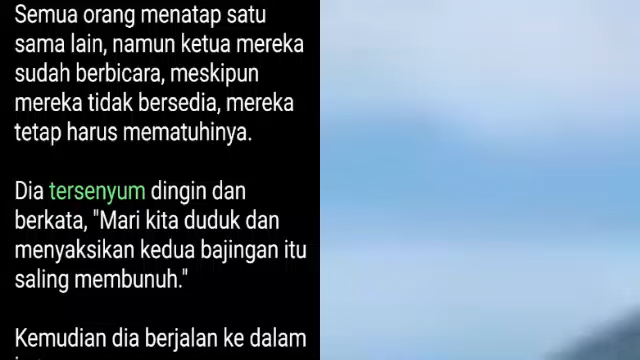 Semua orang menatap satu
sama lain, namun ketua mereka
sudah berbicara, meskipun
mereka tidak bersedia, mereka
tetap harus mematuhinya.
Dia tersenyum dingin dan
berkata, "Mari kita duduk dan
menyaksikan kedua bajingan itu
saling membunuh."
Kemudian dia berjalan ke dalam